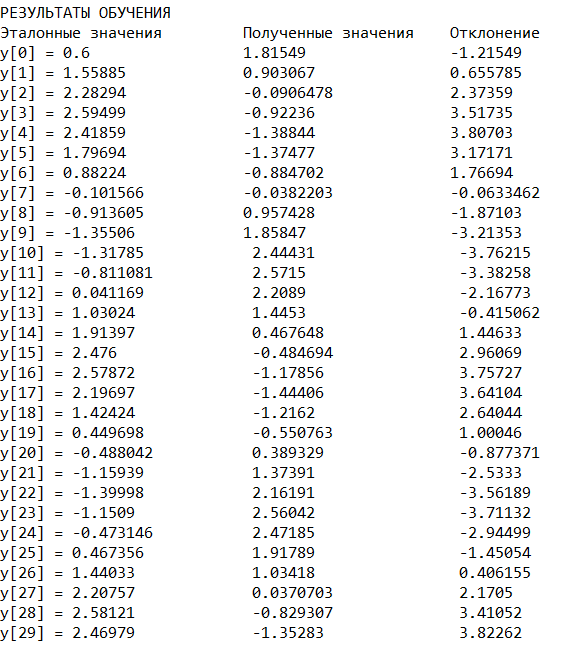 РЕЗУЛЬТАТЫ ОБУЧЕНИЯ
Эталонные значения Полученные значения Отклонение
y[0] = 0.6 1.81549 -1.21549
y[1] = 1.55885 0.903067 0.655785
y[2] = 2.28294 -0.0906478 2.37359
y[3] = 2.59499 -0.92236 3.51735
y[4] = 2.41859 -1.38844 3.80703
y[5] = 1.79694 -1.37477 3.17171
y[6] = 0.88224 -0.884702 1.76694
y[7] = -0.101566 -0.0382203 -0.0633462
y[8] = -0.913605 0.957428 -1.87103
y[9] = -1.35506 1.85847 -3.21353
y[10] = -1.31785 2.44431 -3.76215
y[11] = -0.811081 2.5715 -3.38258
y[12] = 0.041169 2.2089 -2.16773
y[13] = 1.03024 1.4453 -0.415062
y[14] = 1.91397 0.467648 1.44633
y[15] = 2.476 -0.484694 2.96069
y[16] = 2.57872 -1.17856 3.75727
y[17] = 2.19697 -1.44406 3.64104
y[18] = 1.42424 -1.2162 2.64044
y[19] = 0.449698 -0.550763 1.00046
y[20] = -0.488042 0.389329 -0.877371
y[21] = -1.15939 1.37391 -2.5333
y[22] = -1.39998 2.16191 -3.56189
y[23] = -1.1509 2.56042 -3.71132
y[24] = -0.473146 2.47185 -2.94499
y[25] = 0.467356 1.91789 -1.45054
y[26] = 1.44033 1.03418 0.406155
y[27] = 2.20757 0.0370703 2.1705
y[28] = 2.58121 -0.829307 3.41052
y[29] = 2.46979 -1.35283 3.82262